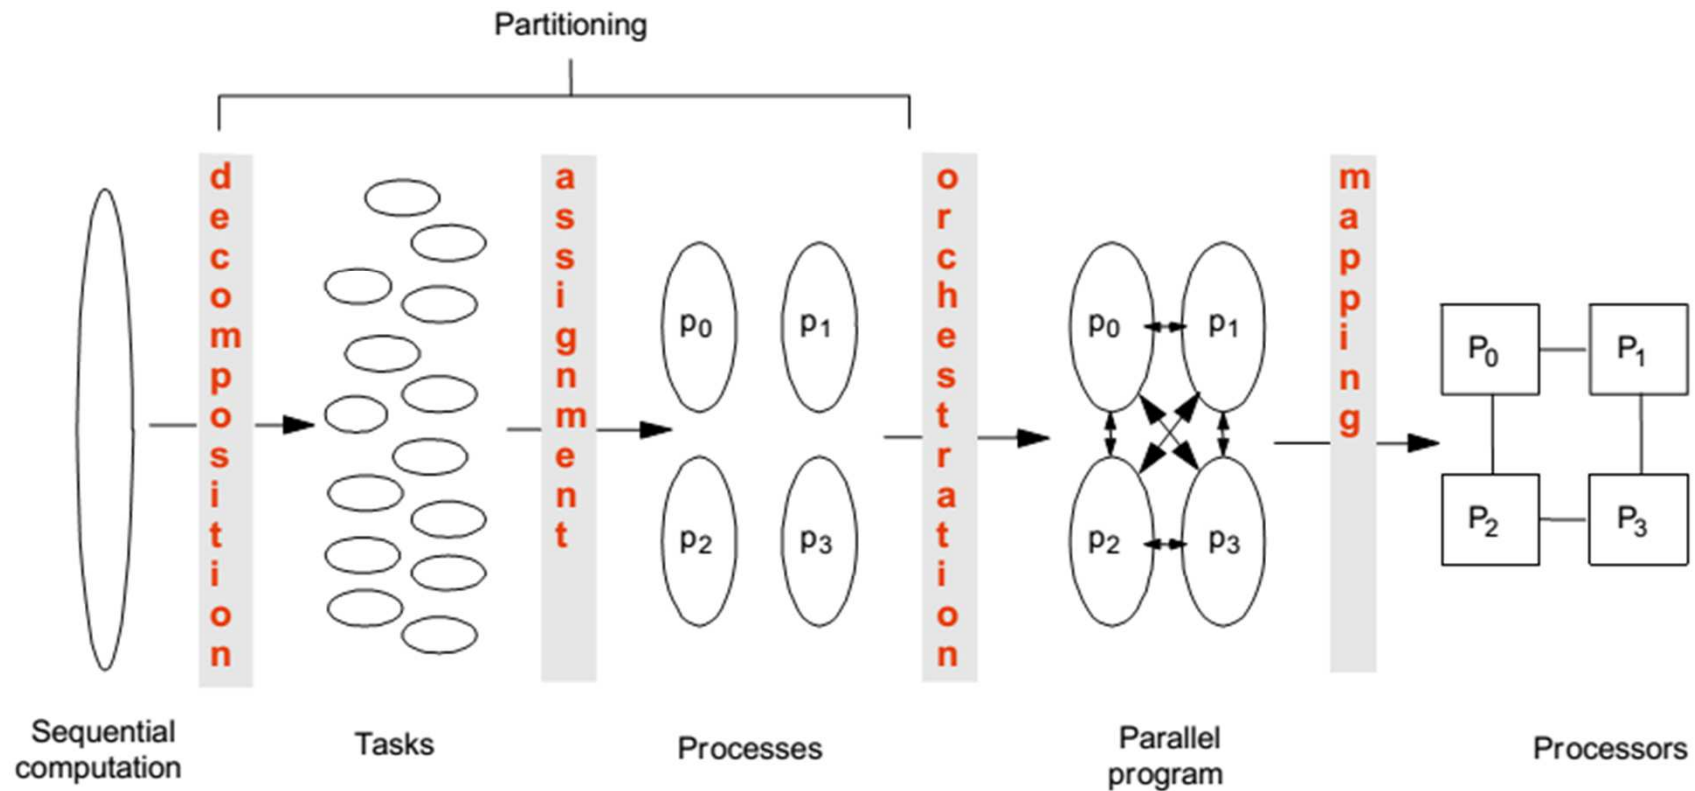 Partitioning
decomposition
assignment
orchestration
mapping
p0
p1
p2
p3
p0
p1
p2
p3
P0
P1
P2
P3
Sequential
computation
Tasks
Processes
Parallel
program
Processors